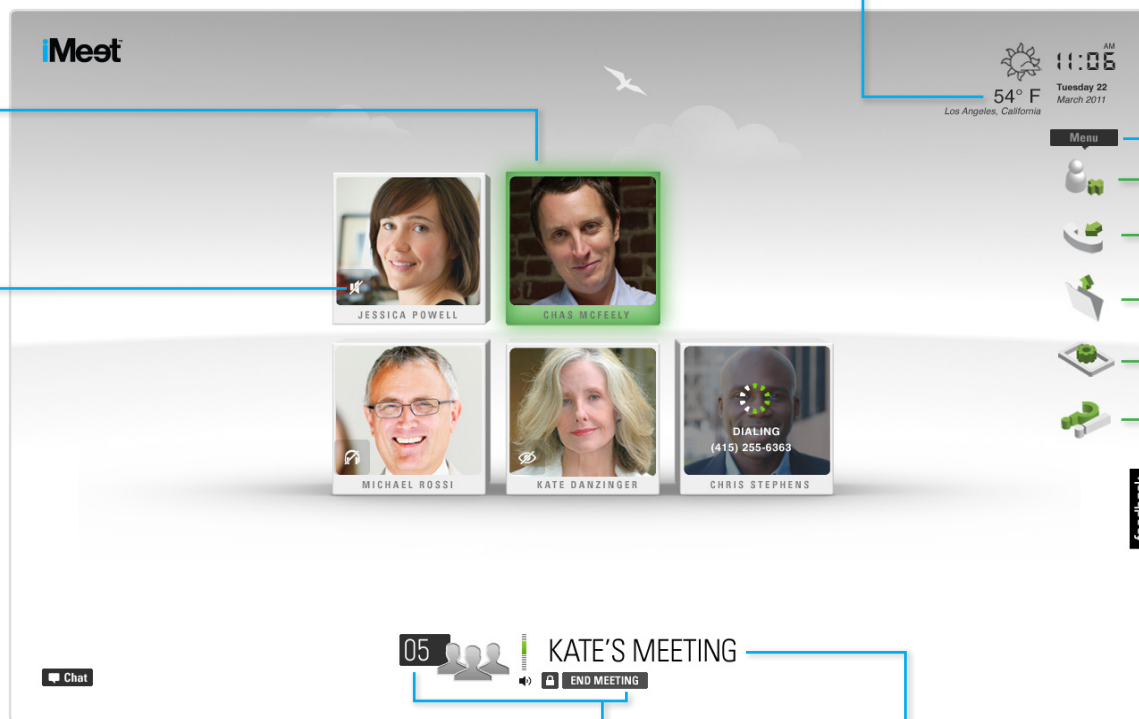 iMeet™
AM
11:06
54° F
Tuesday 22
March 2011
Los Angeles, California
Menu
JESSICA POWELL
CHAS MCFEELY
DIALING
(415) 255-6363
MICHAEL ROSSI
KATE DANZINGER
CHRIS STEPHENS
05
KATE'S MEETING
END MEETING
Chat